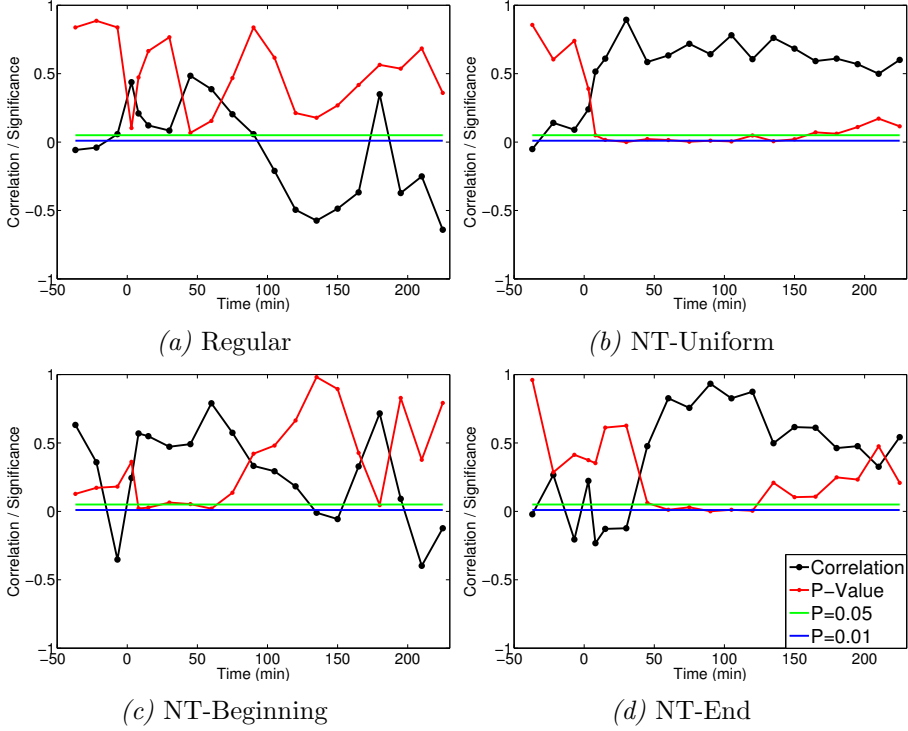 1
0.5
0
−0.5
−1
−50 0 50 100 150 200
Time (min)
Correlation / Significance
(a) Regular
1
0.5
0
−0.5
−1
−50 0 50 100 150 200
Time (min)
Correlation / Significance
(b) NT-Uniform
1
0.5
0
−0.5
−1
−50 0 50 100 150 200
Time (min)
Correlation / Significance
(c) NT-Beginning
1
0.5
0
−0.5
−1
−50 0 50 100 150 200
Time (min)
Correlation / Significance
Correlation
P−Value
P=0.05
P=0.01
(d) NT-End